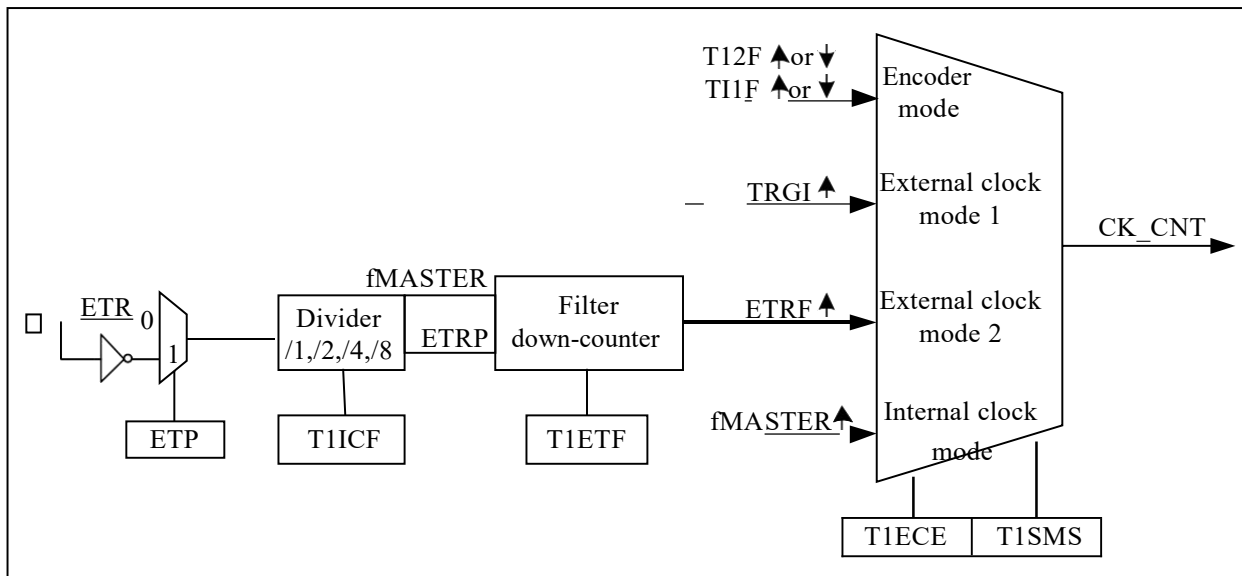 T12F or
TI1F or
Encoder
mode
TRGI
External clock
mode 1
CK_CNT
ETR
0
1
ETP
Divider
/1,/2,/4,/8
T1ICF
fMASTER
ETRP
Filter
down-counter
T1ETF
ETRF
External clock
mode 2
fMASTER
Internal clock
mode
T1ECE
T1SMS